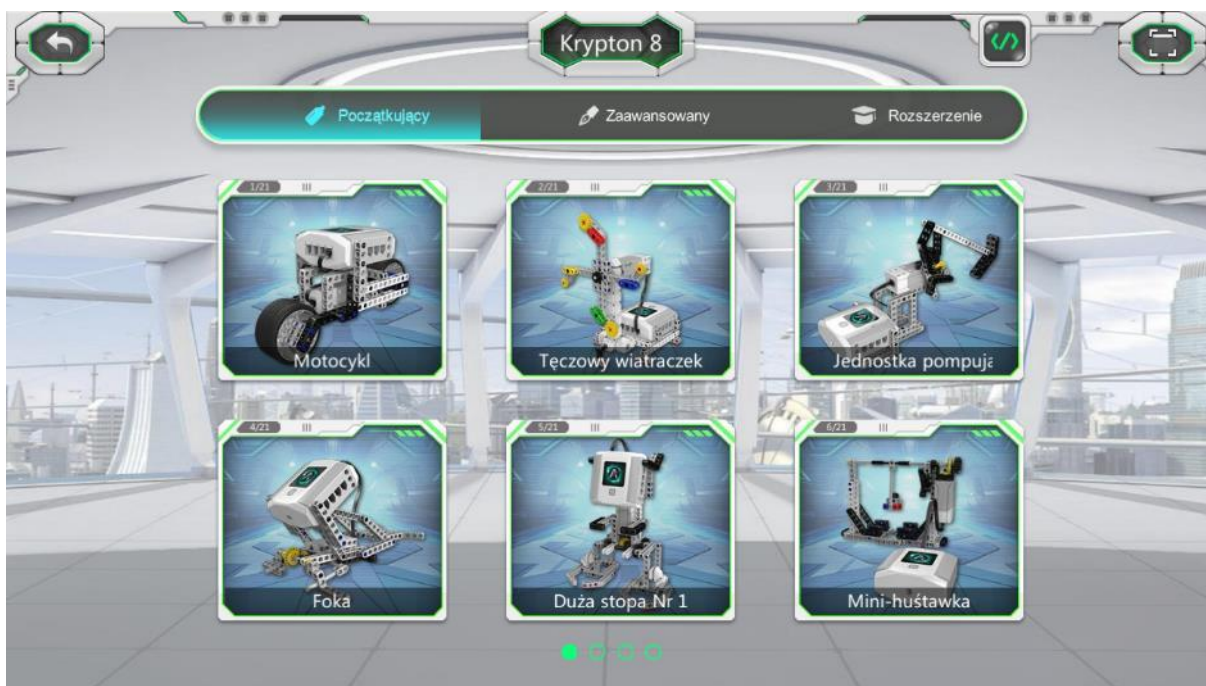 Krypton 8
Początkujący
Zaawansowany
Rozszerzenie
1/21
2/21
3/21
Motocykl
Tęczowy wiatraczek
Jednostka pompują
4/21
5/21
6/21
Foka
Duża stopa Nr 1
Mini-huśtawka